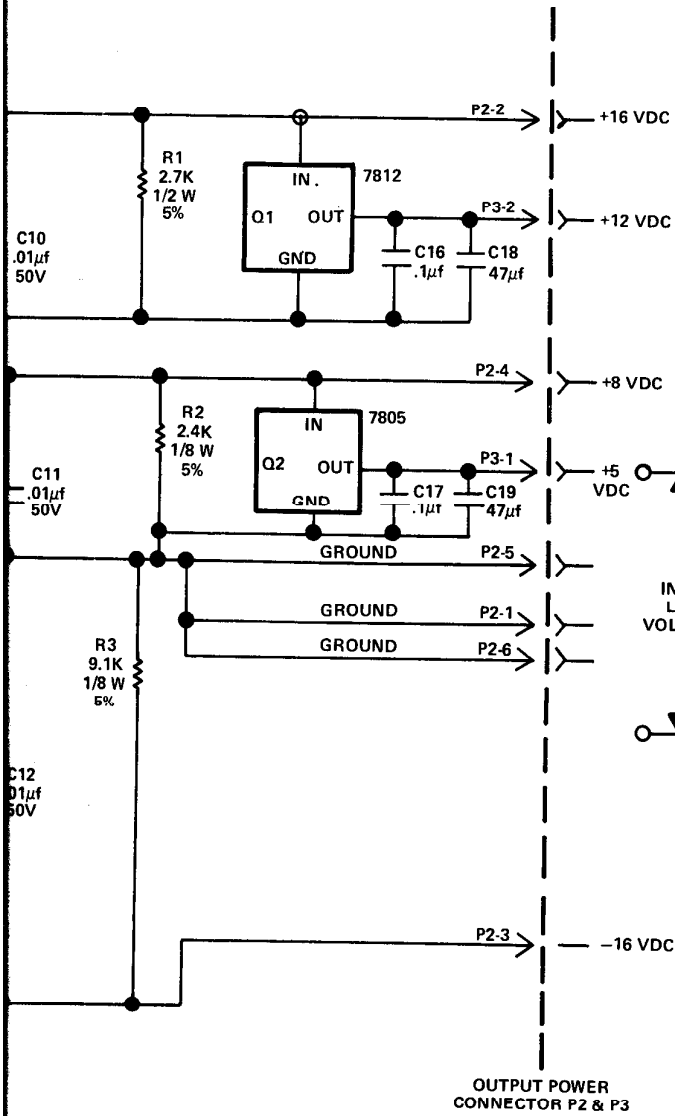 P2-2
+16 VDC
R1
2.7K
1/2 W
5%
IN .
7812
Q1
OUT
GND
P3-2
+12 VDC
C10
.01µf
50V
C16
.1µf
C18
47µf
P2-4
+8 VDC
R2
2.4K
1/8 W
5%
IN
7805
Q2
OUT
GND
P3-1
+5
VDC
C11
.01µf
50V
C17
.1µf
C19
47µf
GROUND
P2-5
GROUND
P2-1
GROUND
P2-6
IN
L
VOL
R3
9.1K
1/8 W
5%
C12
01µf
50V
P2-3
−16 VDC
OUTPUT POWER
CONNECTOR P2 & P3